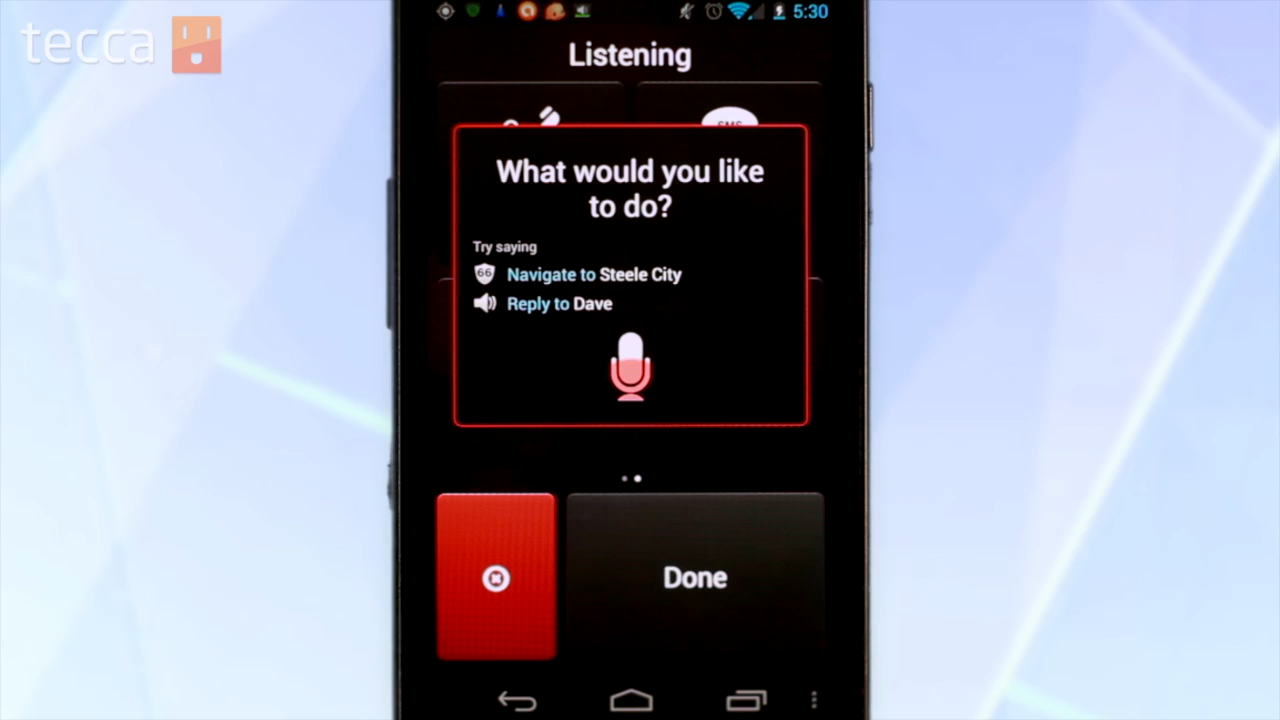 tecca
5:30
Listening
SMS
What would you like
to do?
Try saying
66 Navigate to Steele City
Reply to Dave
Done